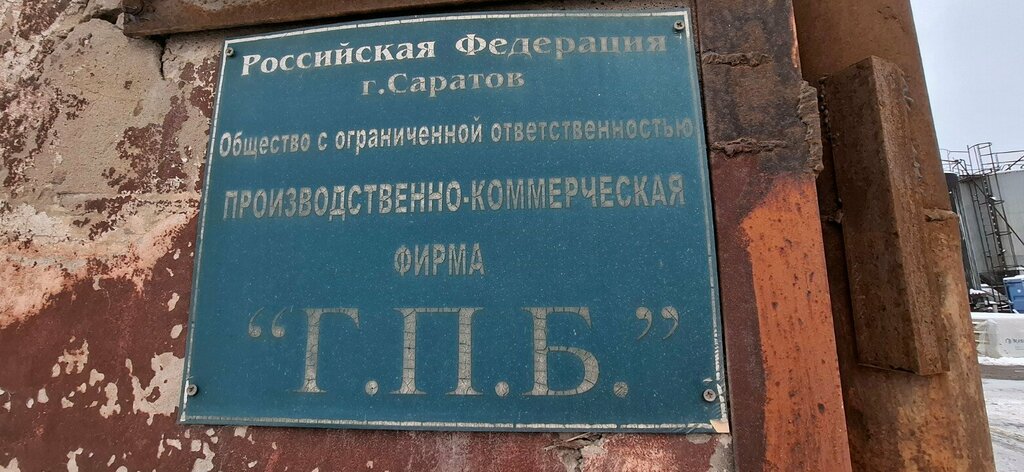 Российская Федерация
г.Саратов
Общество с ограниченной ответственностью
ПРОИЗВОДСТВЕННО-КОММЕРЧЕСКАЯ
ФИРМА
“Г.П.Б.”